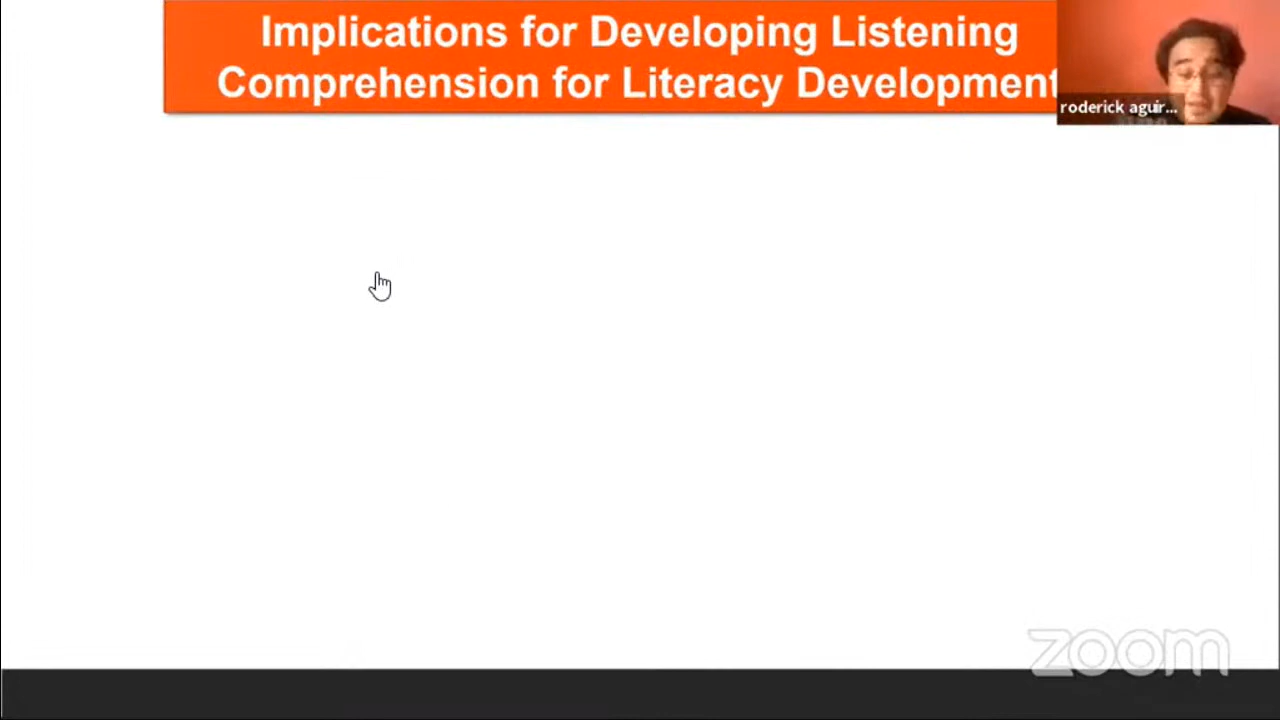 Implications for Developing Listening
Comprehension for Literacy Development
roderick aguir...
zoom